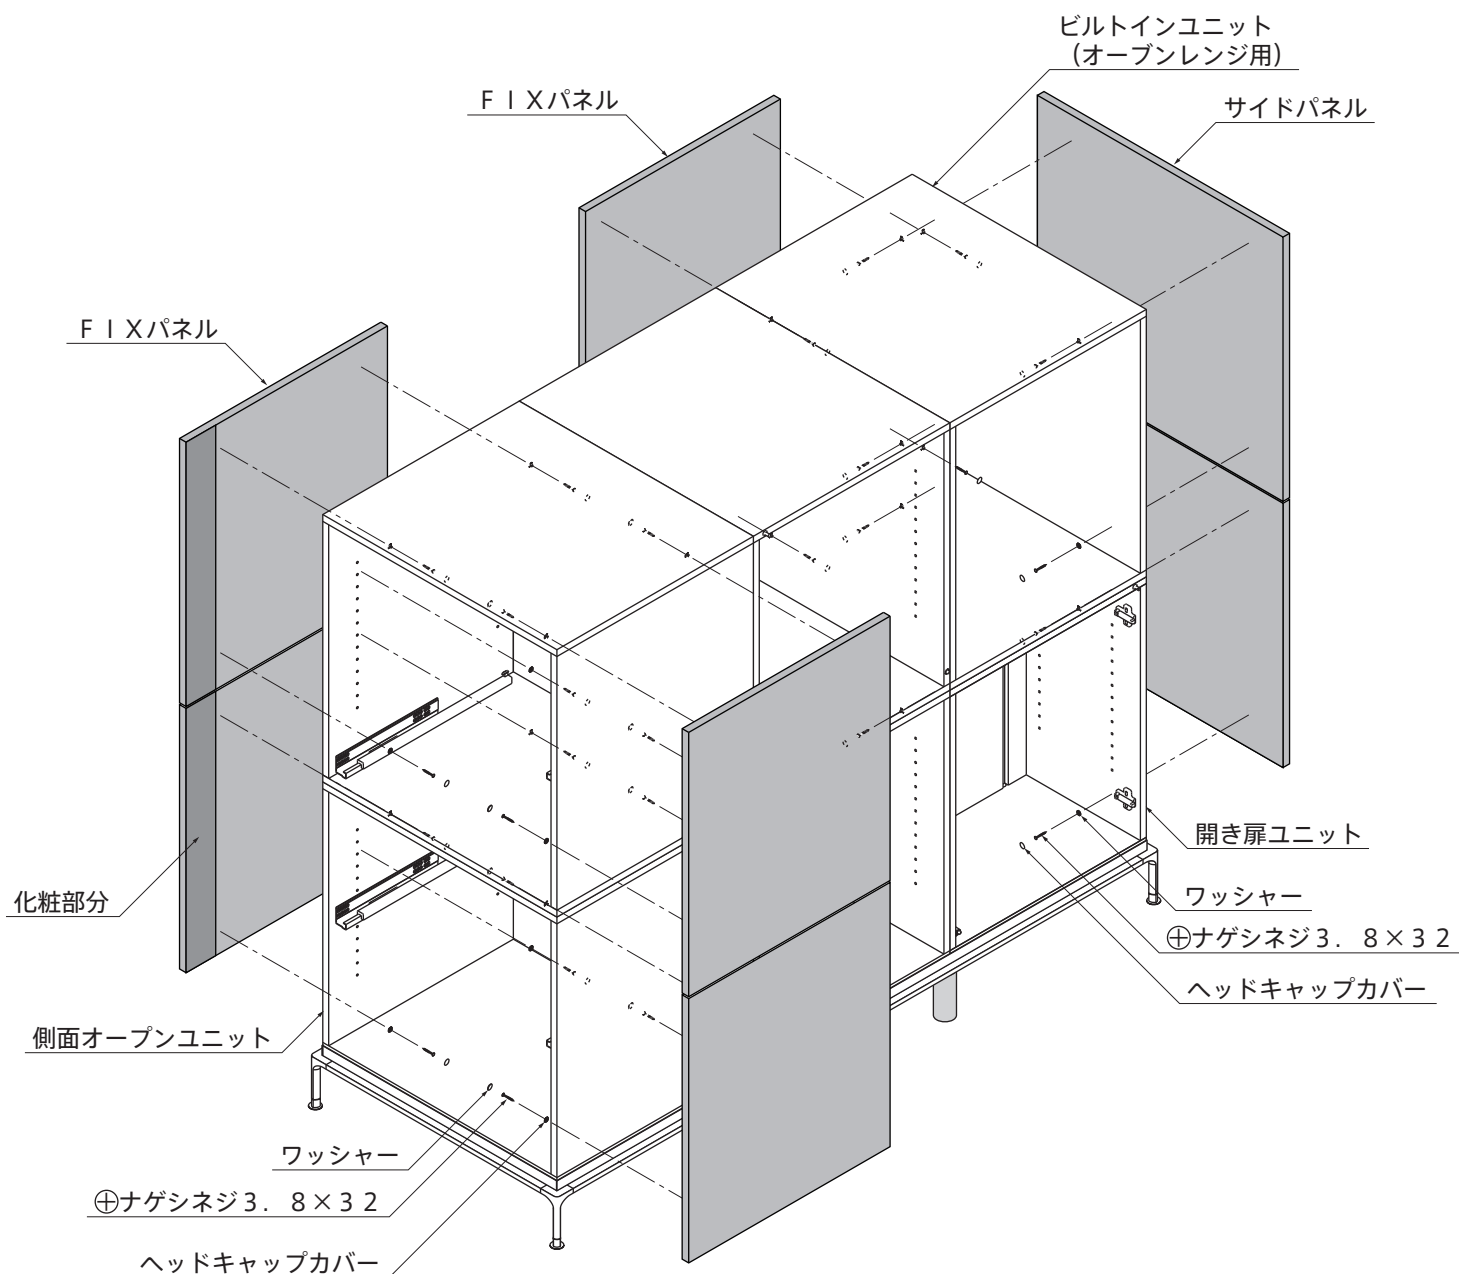 ビルトインユニット
(オーブンレンジ用)
ＦＩＸパネル
サイドパネル
ＦＩＸパネル
開き扉ユニット
化粧部分
ワッシャー
⊕ナゲシネジ３．８×３２
ヘッドキャップカバー
側面オープンユニット
ワッシャー
⊕ナゲシネジ３．８×３２
ヘッドキャップカバー